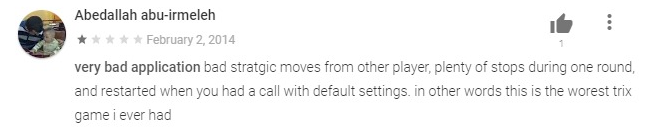 Abedallah abu-irmeleh
February 2, 2014
1
very bad application bad stratgic moves from other player, plenty of stops during one round,
and restarted when you had a call with default settings. in other words this is the worest trix
game i ever had